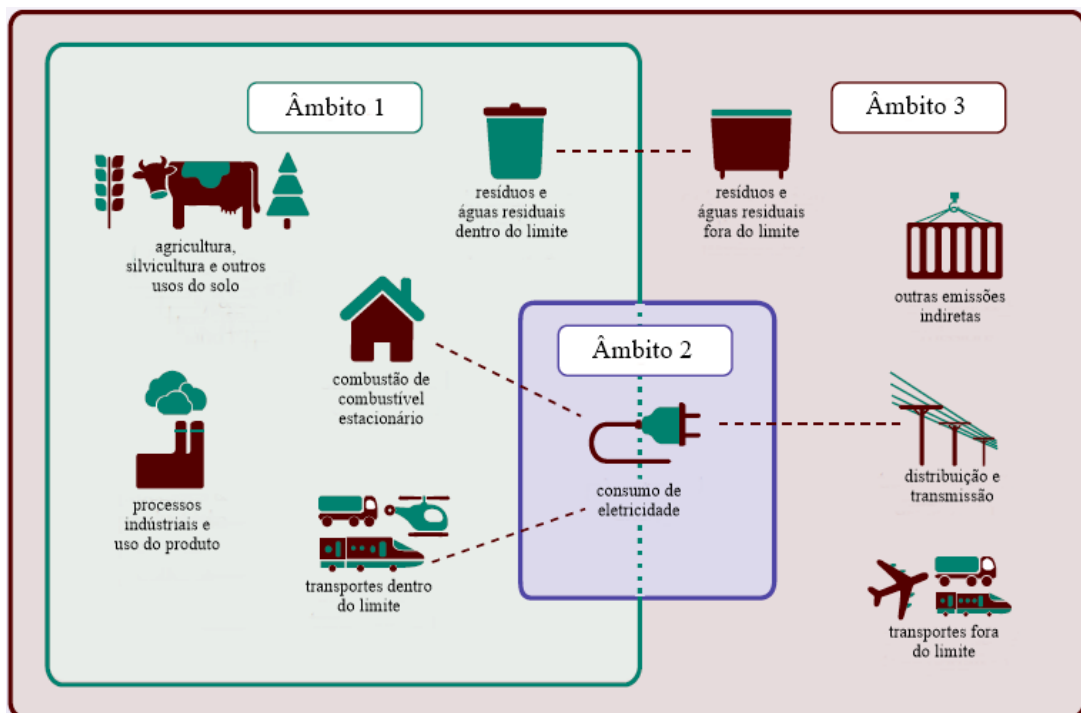 Âmbito 1
Âmbito 3
resíduos e
águas residuais
dentro do limite
resíduos e
águas residuais
fora do limite
agricultura,
silvicultura e outros
usos do solo
outras emissões
indiretas
Âmbito 2
combustão de
combustível
estacionário
consumo de
eletricidade
distribuição e
transmissão
processos
indústriais e
uso do produto
transportes dentro
do limite
transportes fora
do limite